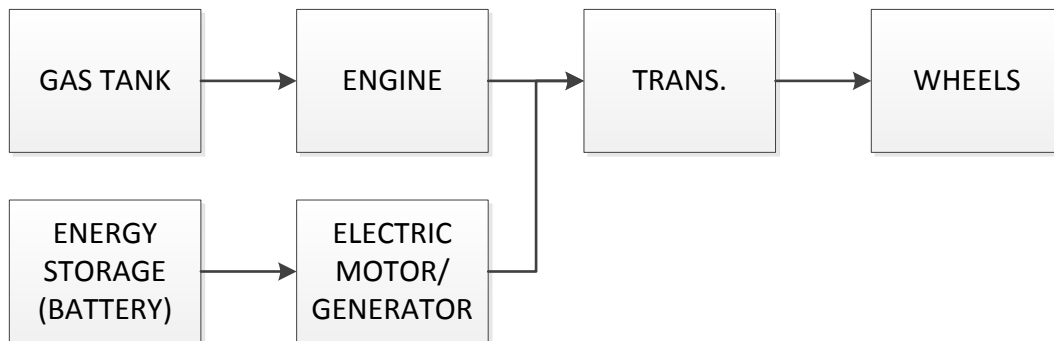 GAS TANK
ENGINE
TRANS.
WHEELS
ENERGY
STORAGE
(BATTERY)
ELECTRIC
MOTOR/
GENERATOR